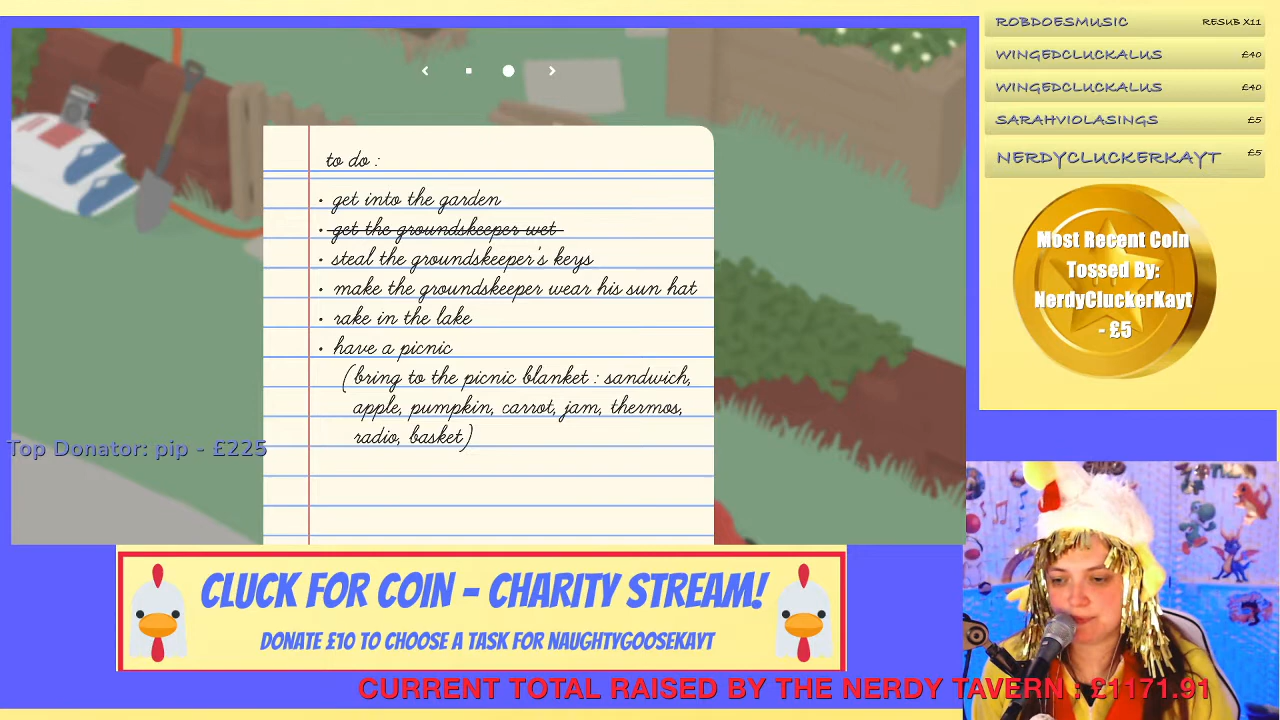 ROBDOESMUSIC RESUB X11
WINGEDCLUCKALUS £40
WINGEDCLUCKALUS £40
SARAHVIOLASINGS £5
NERDYCLUCKERKAYT £5
Most Recent Coin
Tossed By:
NerdyCluckerKayt
- £5
to do :
• get into the garden
• get the groundskeeper wet
• steal the groundskeeper's keys
• make the groundskeeper wear his sun hat
• rake in the lake
• have a picnic
(bring to the picnic blanket : sandwich,
apple, pumpkin, carrot, jam, thermos,
radio, basket)
Top Donator: pip - £225
CLUCK FOR COIN - CHARITY STREAM!
DONATE £10 TO CHOOSE A TASK FOR NAUGHTYGOOSEKAYT
CURRENT TOTAL RAISED BY THE NERDY TAVERN : £1171.91